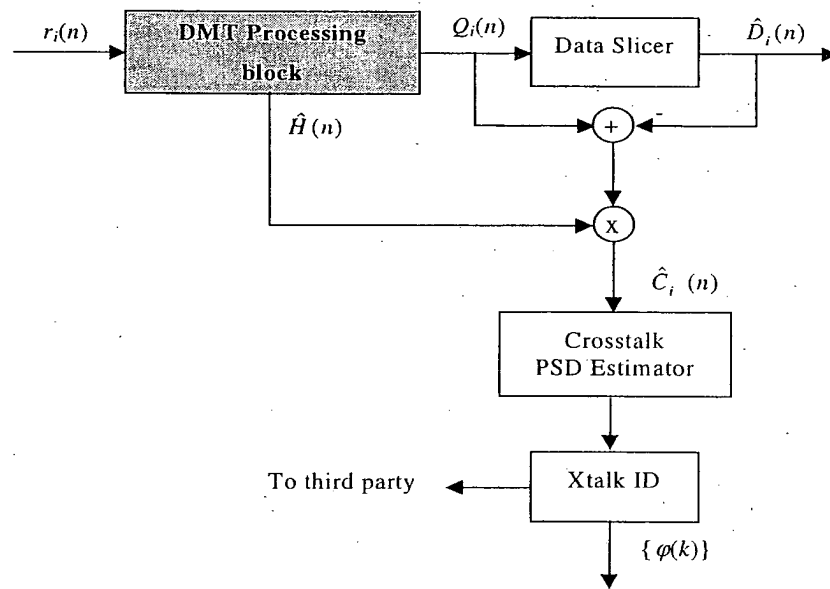 r_i(n)
DMT Processing
block
Q_i(n)
Data Slicer
D̂_i(n)
Ĥ(n)
+
-
x
Ĉ_i (n)
Crosstalk
PSD Estimator
To third party
Xtalk ID
{φ(k)}